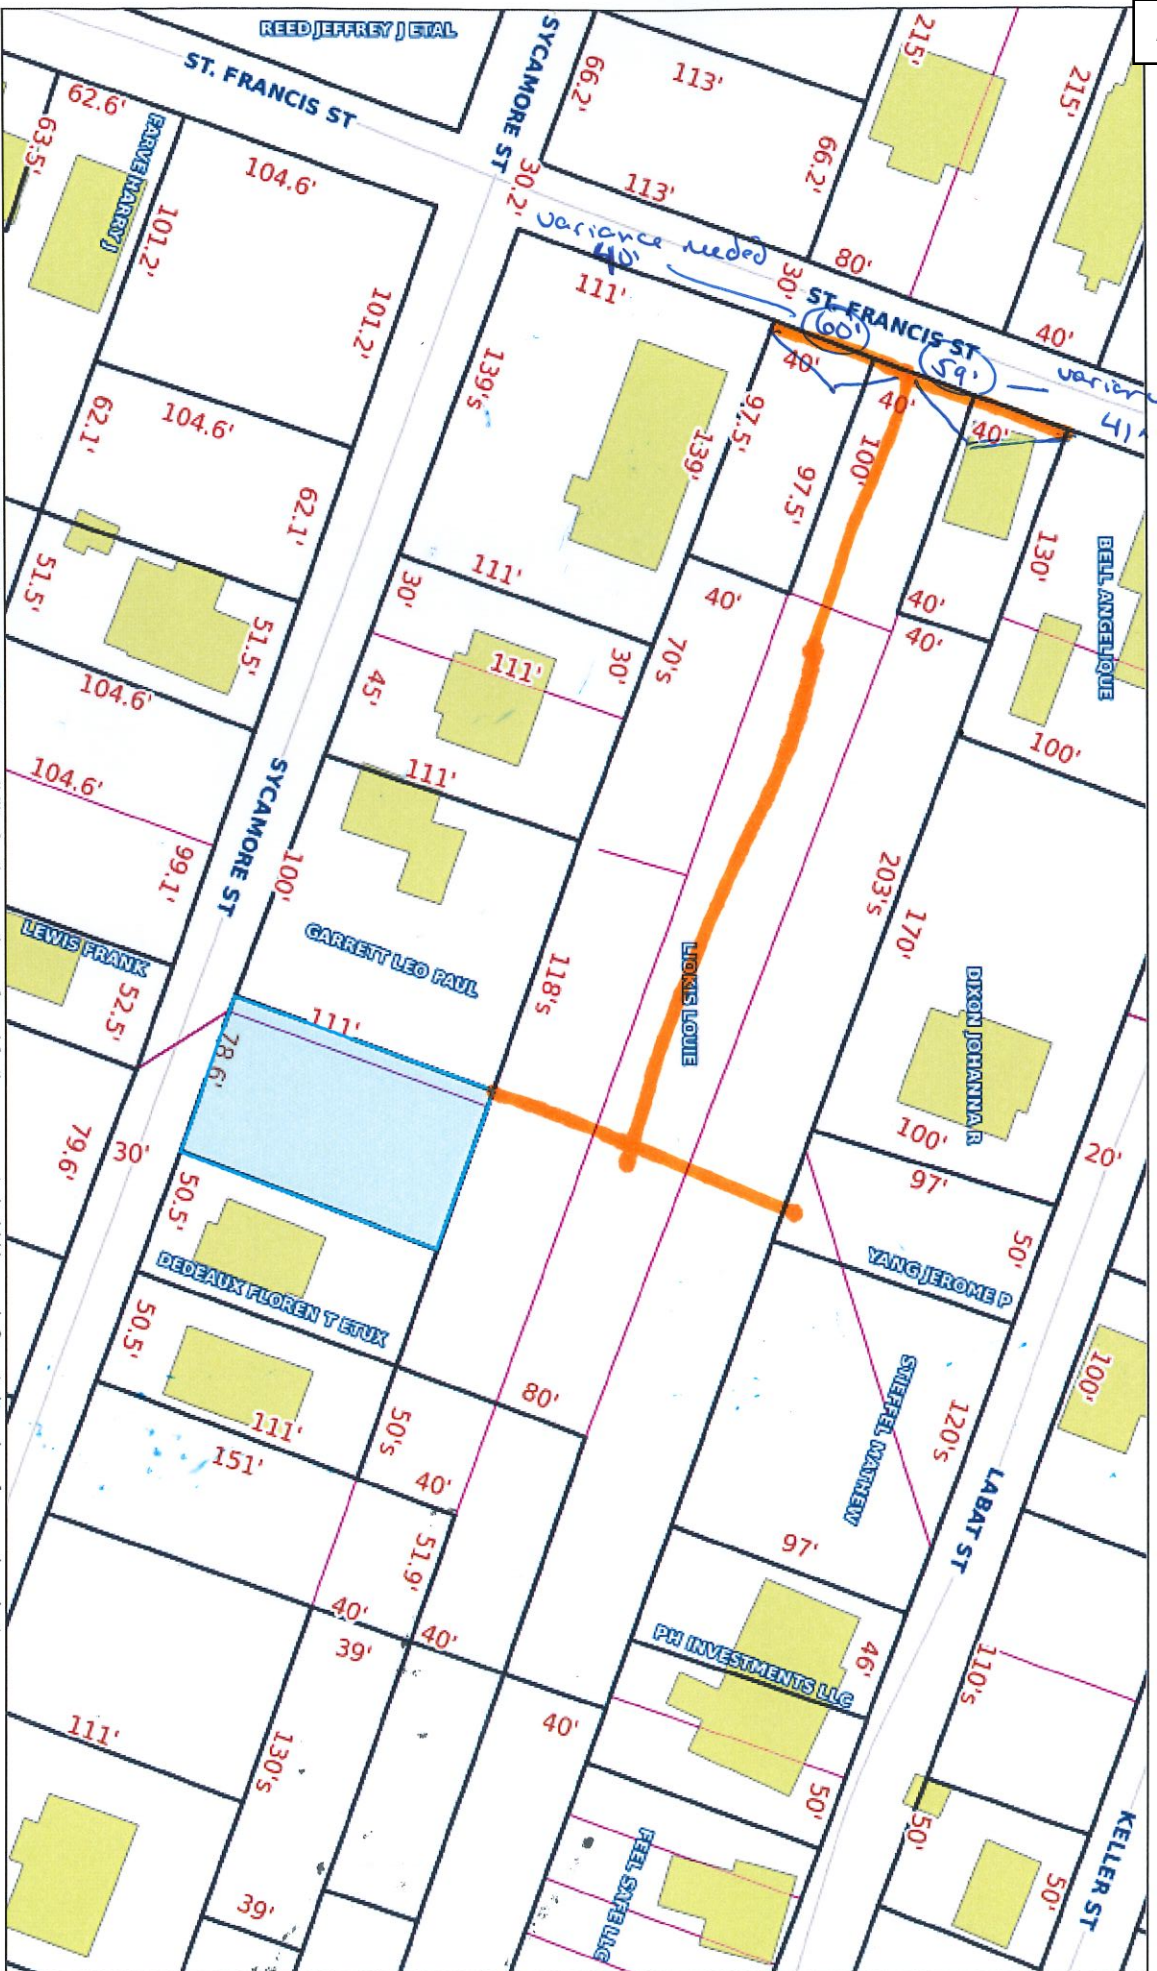 REED JEFFREY J ETAL
ST. FRANCIS ST
SYCAMORE ST
66.2'
113'
215'
215'
62.6'
63.5'
FARVE HARRY J
104.6'
30.2'
113'
66.2'
101.2'
101.2'
variance needed
40'
111'
30'
80'
ST. FRANCIS ST
40'
60'
59'
40'
40'
40'
41'
139's
139'
97.5'
97.5'
100'
62.1'
104.6'
62.1'
51.5'
51.5'
111'
30'
130'
BELL ANGELIQUE
40'
40'
40'
104.6'
45'
111'
30'
70's
100'
104.6'
SYCAMORE ST
111'
99.1'
100'
203's
170'
LEWIS FRANK
GARRETT LEO PAUL
118's
LIOKIS LOUIE
DIXON JOHANNA R
52.5'
111'
78.6'
100'
97'
20'
79.6'
30'
50.5'
50'
DEDEAUX FLOREN T ETUX
YANG JEROME P
50.5'
STIEFFEL MATHEW
100'
80'
111'
151'
50's
120's
40'
LABAT ST
51.9'
97'
40'
39'
40'
PH INVESTMENTS LLC
46'
110's
111'
130's
40'
50'
50'
KELLER ST
FEEL SAFE LLC
50'
39'